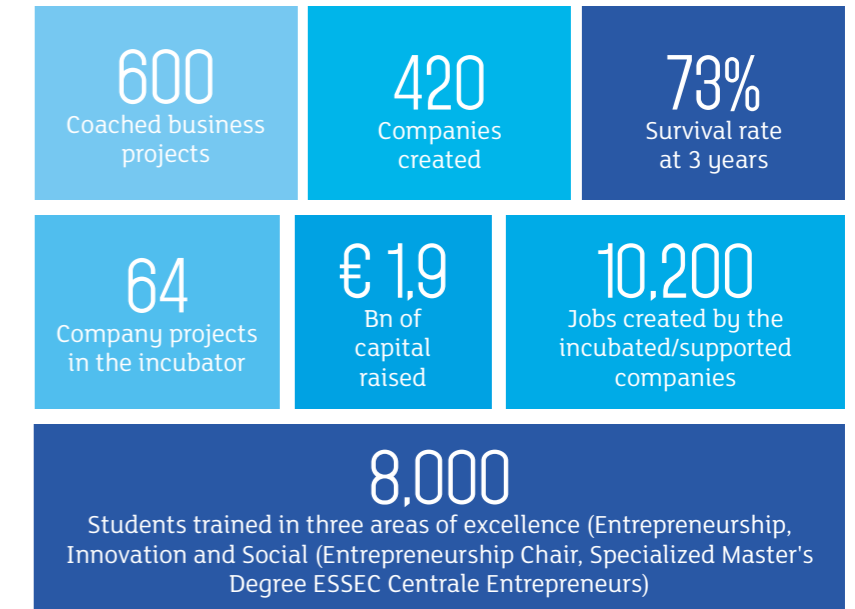 600
Coached business
projects
420
Companies
created
73%
Survival rate
at 3 years
64
Company projects
in the incubator
€ 1,9
Bn of
capital
raised
10,200
Jobs created by the
incubated/supported
companies
8,000
Students trained in three areas of excellence (Entrepreneurship,
Innovation and Social (Entrepreneurship Chair, Specialized Master's
Degree ESSEC Centrale Entrepreneurs)